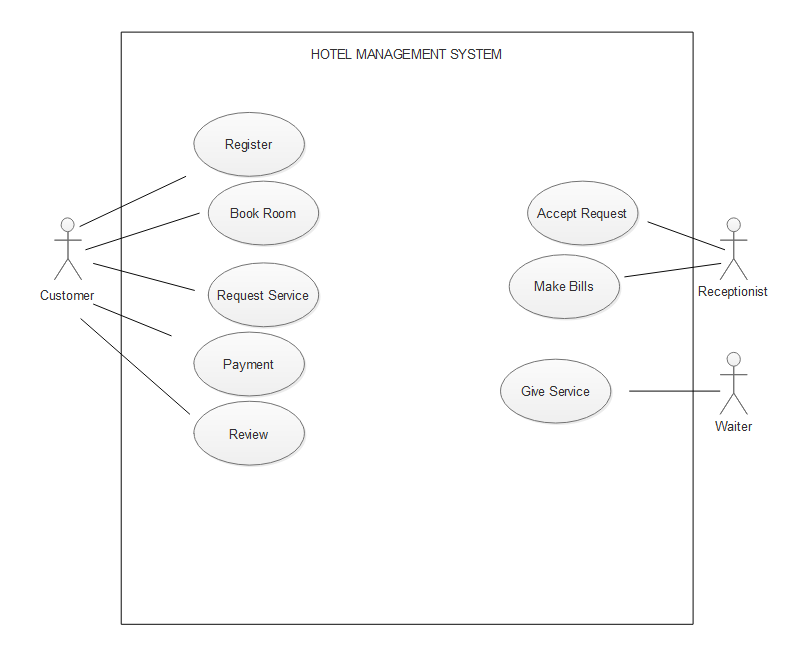 HOTEL MANAGEMENT SYSTEM
Register
Book Room
Accept Request
Request Service
Make Bills
Customer
Receptionist
Payment
Give Service
Review
Waiter